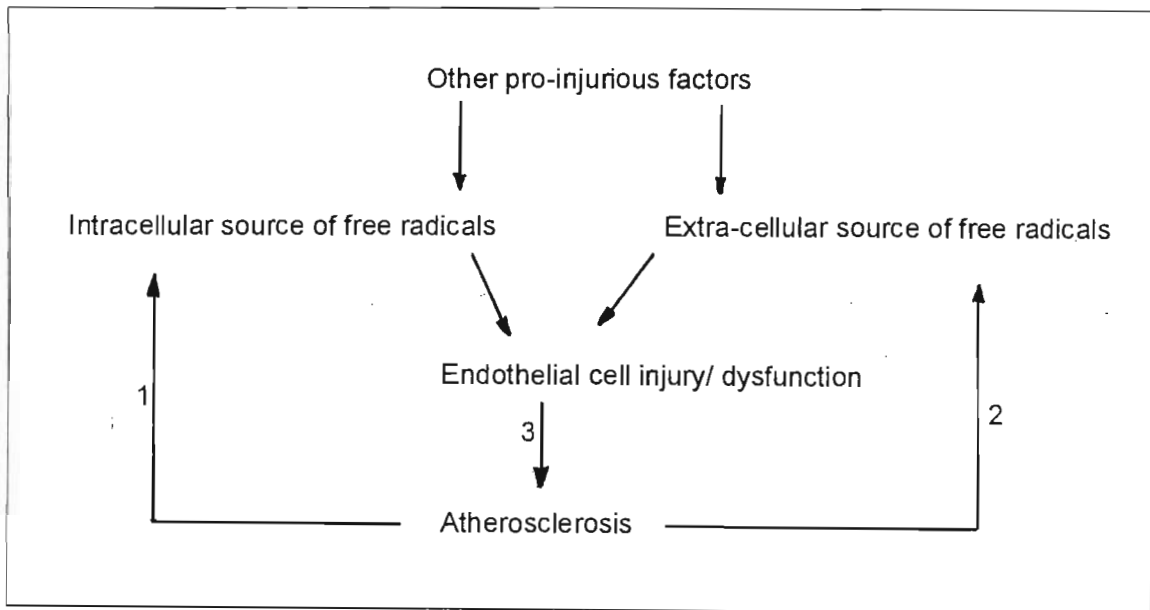 Other pro-injurious factors
Intracellular source of free radicals
Extra-cellular source of free radicals
Endothelial cell injury/ dysfunction
1
3
2
Atherosclerosis